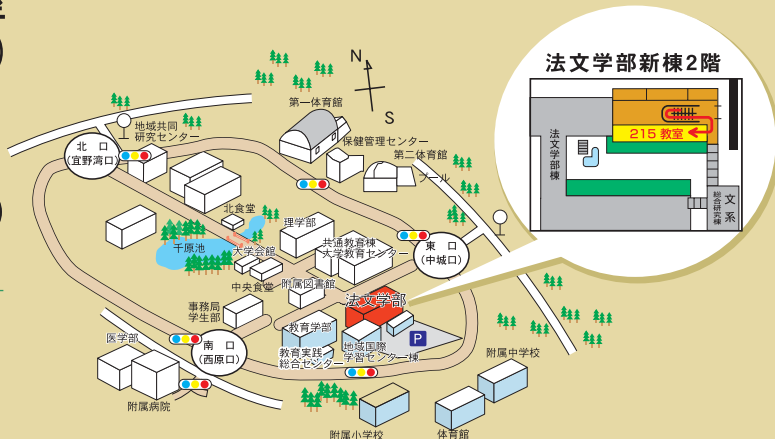 法文学部新棟2階
215 教室
法文学部棟
文系
総合研究棟
N
S
第一体育館
地域共同
研究センター
保健管理センター
北 口
(宜野湾口)
第二体育館
プール
北食堂
理学部
千原池
大学会館
共通教育棟
大学教育センター
東 口
(中城口)
中央食堂
附属図書館
法文学部
事務局
学生部
教育学部
P
医学部
南 口
(西原口)
教育実践
総合センター
地域国際
学習センター棟
附属中学校
附属病院
附属小学校
体育館